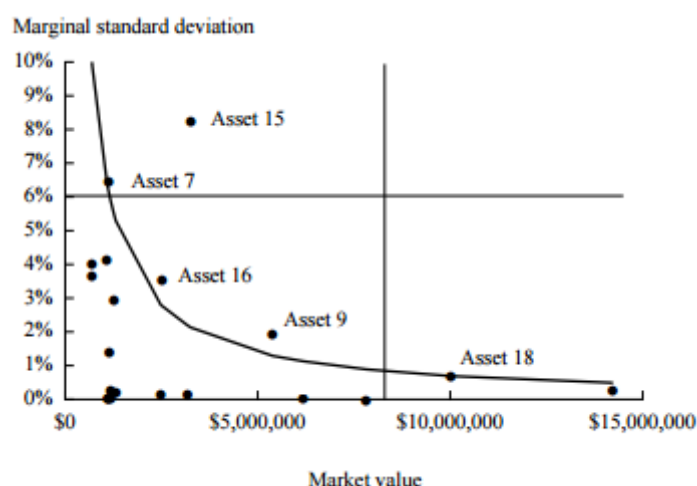 Marginal standard deviation
10%
9%
8%
7%
6%
5%
4%
3%
2%
1%
0%
Asset 15
Asset 7
Asset 16
Asset 9
Asset 18
$0
$5,000,000
$10,000,000
$15,000,000
Market value